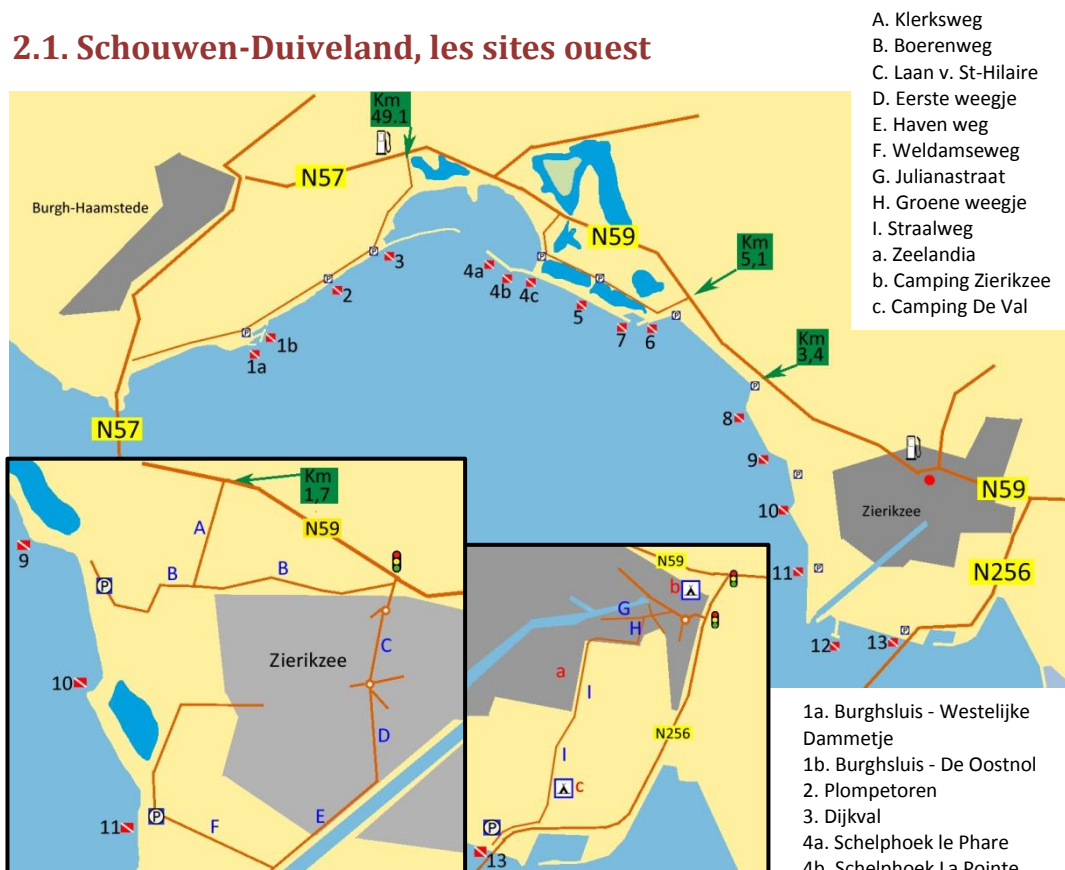 2.1. Schouwen-Duiveland, les sites ouest
A. Klerksweg
B. Boerenweg
C. Laan v. St-Hilaire
D. Eerste weegje
E. Haven weg
F. Weldamseweg
G. Julianastraat
H. Groene weegje
I. Straalweg
a. Zeelandia
b. Camping Zierikzee
c. Camping De Val
Km
49.1
N57
Burgh-Haamstede
N59
Km
5,1
3
4a
4b
4c
2
5
7
6
1b
1a
Km
3,4
N57
8
9
10
11
12
13
Zierikzee
N59
N256
P
P
P
P
P
P
P
P
P
P
Km
1,7
N59
A
9
B
B
P
C
Zierikzee
10
D
E
P
11
F
N59
b
G
H
a
I
N256
I
c
P
13
1a. Burghsluis - Westelijke
Dammetje
1b. Burghsluis - De Oostnol
2. Plompetoren
3. Dijkval
4a. Schelphoek le Phare
4b. Schelphoek La Pointe